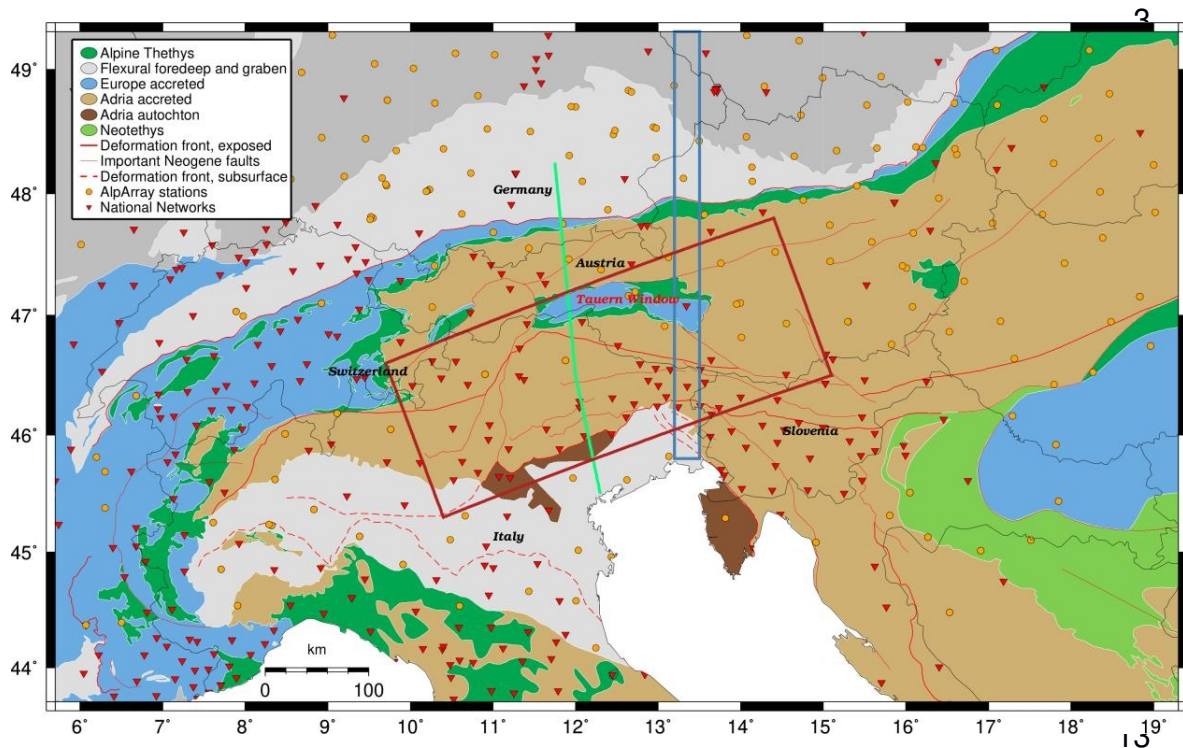 3
49°
48°
47°
46°
45°
44°
Alpine Thethys
Flexural foredeep and graben
Europe accreted
Adria accreted
Adria autochton
Neotethys
Deformation front, exposed
Important Neogene faults
Deformation front, subsurface
AlpArray stations
National Networks
Germany
Austria
Tauern Window
Switzerland
Slovenia
Italy
km
0 100
6° 7° 8° 9° 10° 11° 12° 13° 14° 15° 16° 17° 18° 19°
13